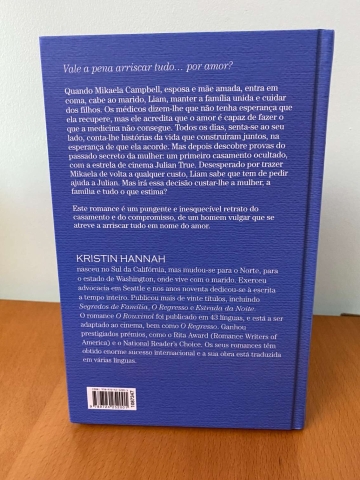 Vale a pena arriscar tudo... por amor?
Quando Mikaela Campbell, esposa e mãe amada, entra em
coma, cabe ao marido, Liam, manter a família unida e cuidar
dos filhos. Os médicos dizem-lhe que não tenha esperança que
ela recupere, mas ele acredita que o amor é capaz de fazer o
que a medicina não consegue. Todos os dias, senta-se ao seu
lado, conta-lhe histórias da vida que construíram juntos, na
esperança de que ela acorde. Mas depois descobre provas do
passado secreto da mulher: um primeiro casamento ocultado,
com a estrela de cinema Julian True. Desesperado por trazer
Mikaela de volta a qualquer custo, Liam sabe que tem de pedir
ajuda a Julian. Mas irá essa decisão custar-lhe a mulher, a
família e tudo o que estima?
Este romance é um pungente e inesquecível retrato do
casamento e do compromisso, de um homem vulgar que se
atreve a arriscar tudo em nome do amor.
KRISTIN HANNAH
nasceu no Sul da Califórnia, mas mudou-se para o Norte, para
o estado de Washington, onde vive com o marido. Exerceu
advocacia em Seattle e nos anos noventa dedicou-se à escrita
a tempo inteiro. Publicou mais de vinte títulos, incluindo
Segredos de Família, O Regresso e Estrada da Noite.
O romance O Rouxinol foi publicado em 43 línguas, e está a ser
adaptado ao cinema, bem como O Regresso. Ganhou
prestigiados prémios, como o Rita Award (Romance Writers
of America) e o National Reader's Choice. Os seus romances têm
obtido enorme sucesso internacional e a sua obra está traduzida
em várias línguas.